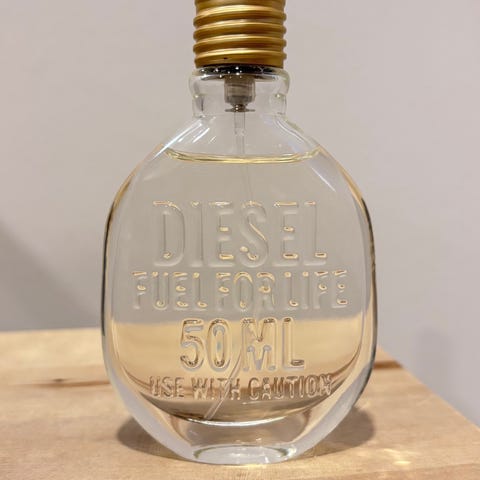 DIESEL
FUEL FOR LIFE
50 ML
USE WITH CAUTION